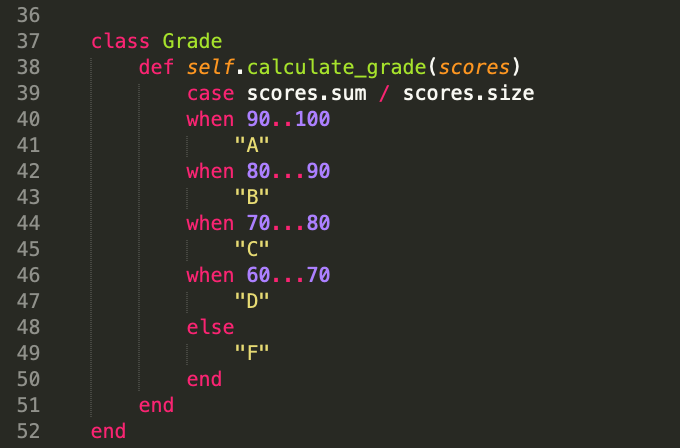 36
37 class Grade
38 def self.calculate_grade(scores)
39 case scores.sum / scores.size
40 when 90..100
41 "A"
42 when 80...90
43 "B"
44 when 70...80
45 "C"
46 when 60...70
47 "D"
48 else
49 "F"
50 end
51 end
52 end